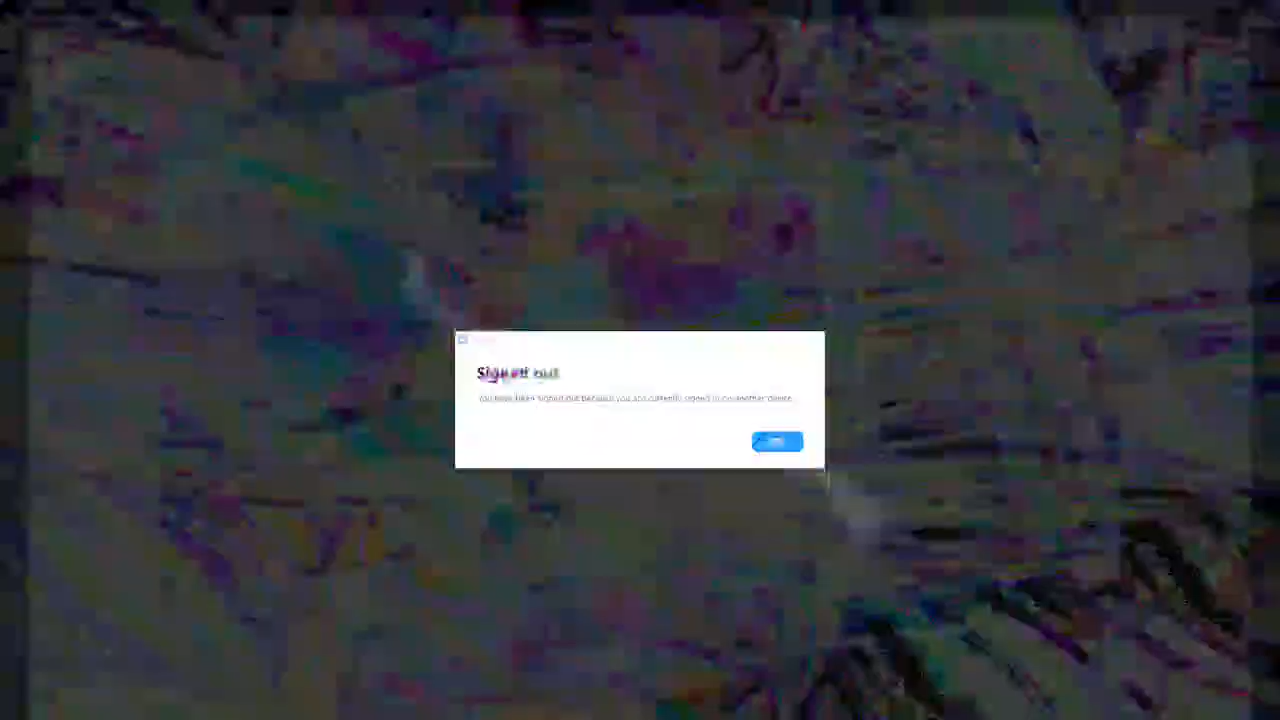 Signed out
You have been signed out because you are currently signed in on another device.